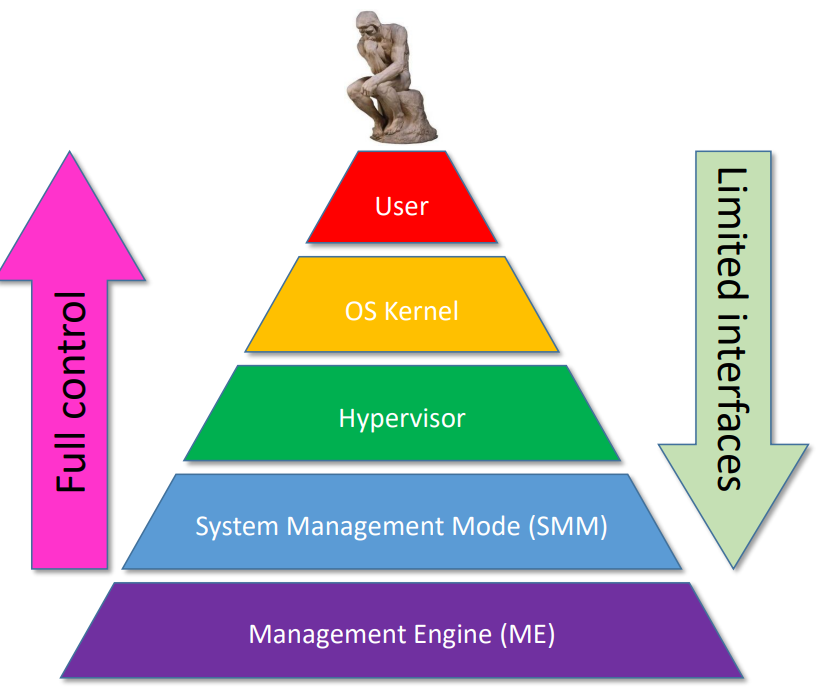 User
OS Kernel
Hypervisor
System Management Mode (SMM)
Management Engine (ME)
Full control
Limited interfaces